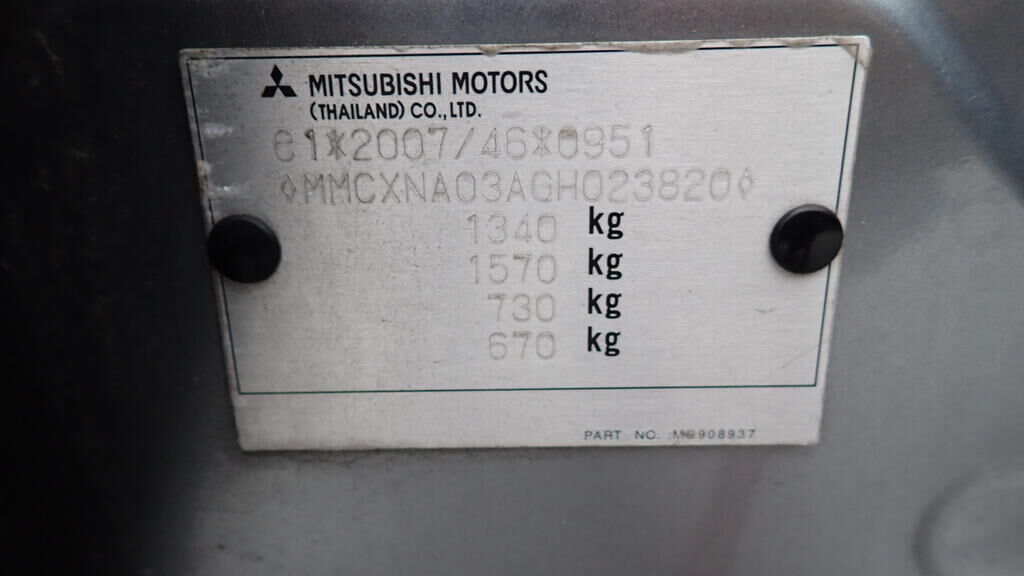 MITSUBISHI MOTORS
(THAILAND) CO., LTD.
e1*2007/46*0951
◊MMCXNA03AGH023820◊
1340 kg
1570 kg
730 kg
670 kg
PART NO. MB908937